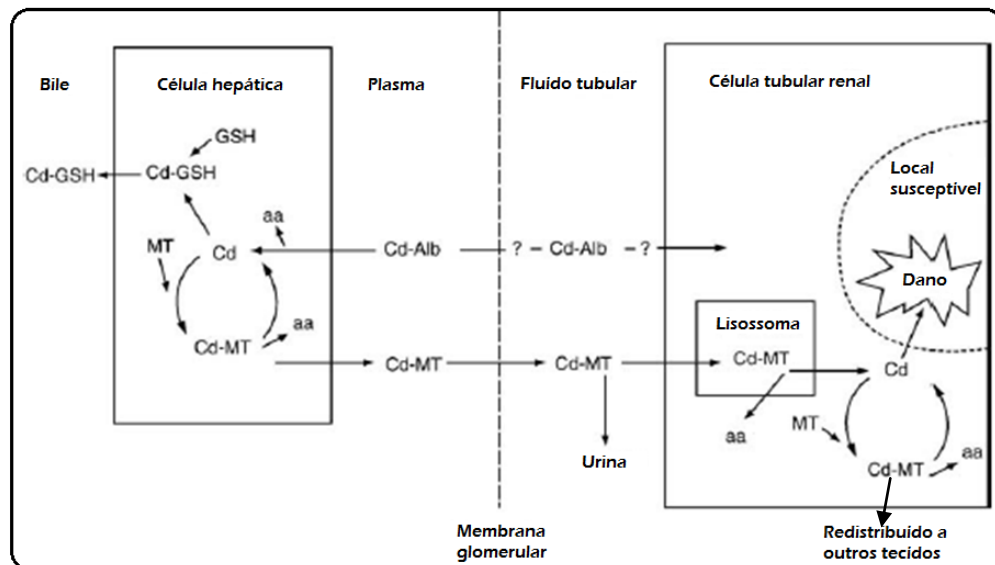 Bile
Célula hepática
Plasma
Fluído tubular
Célula tubular renal
GSH
Cd-GSH
Cd-GSH
Local
susceptivel
aa
MT
Cd
Cd-Alb
? – Cd-Alb – ?
Dano
Lisossoma
Cd-MT
aa
Cd-MT
Cd-MT
Cd-MT
Cd
aa
MT
Urina
Cd-MT
aa
Membrana
glomerular
Redistribuído a
outros tecidos